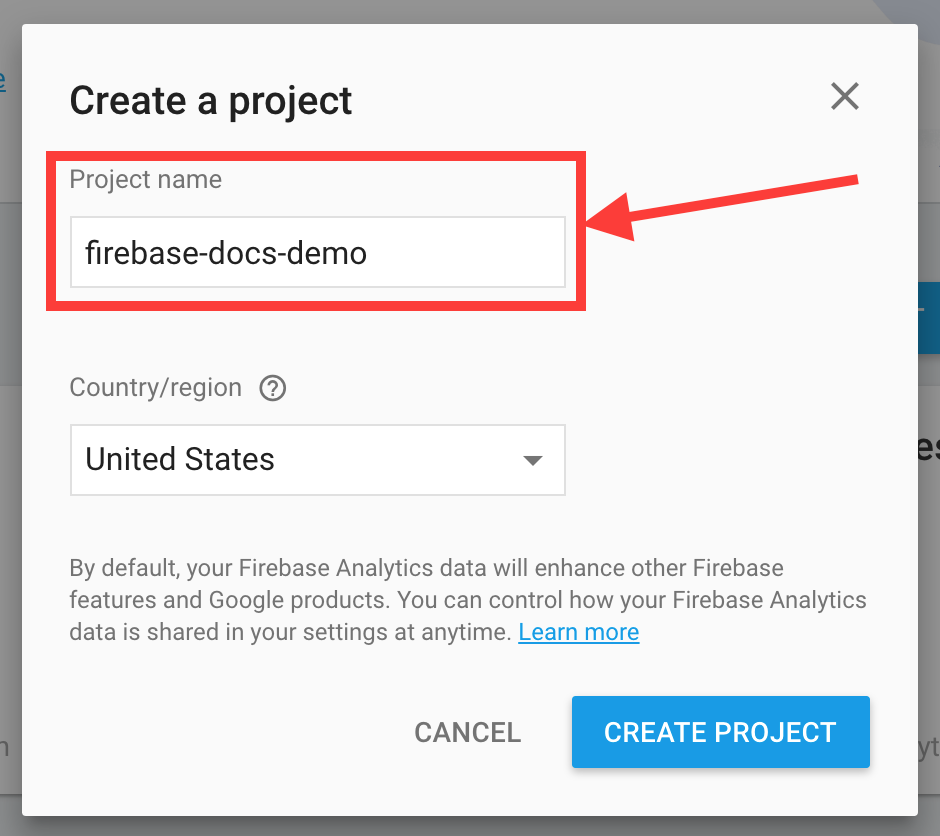 Create a project
Project name
firebase-docs-demo
Country/region
United States
By default, your Firebase Analytics data will enhance other Firebase
features and Google products. You can control how your Firebase Analytics
data is shared in your settings at anytime. Learn more
CANCEL
CREATE PROJECT